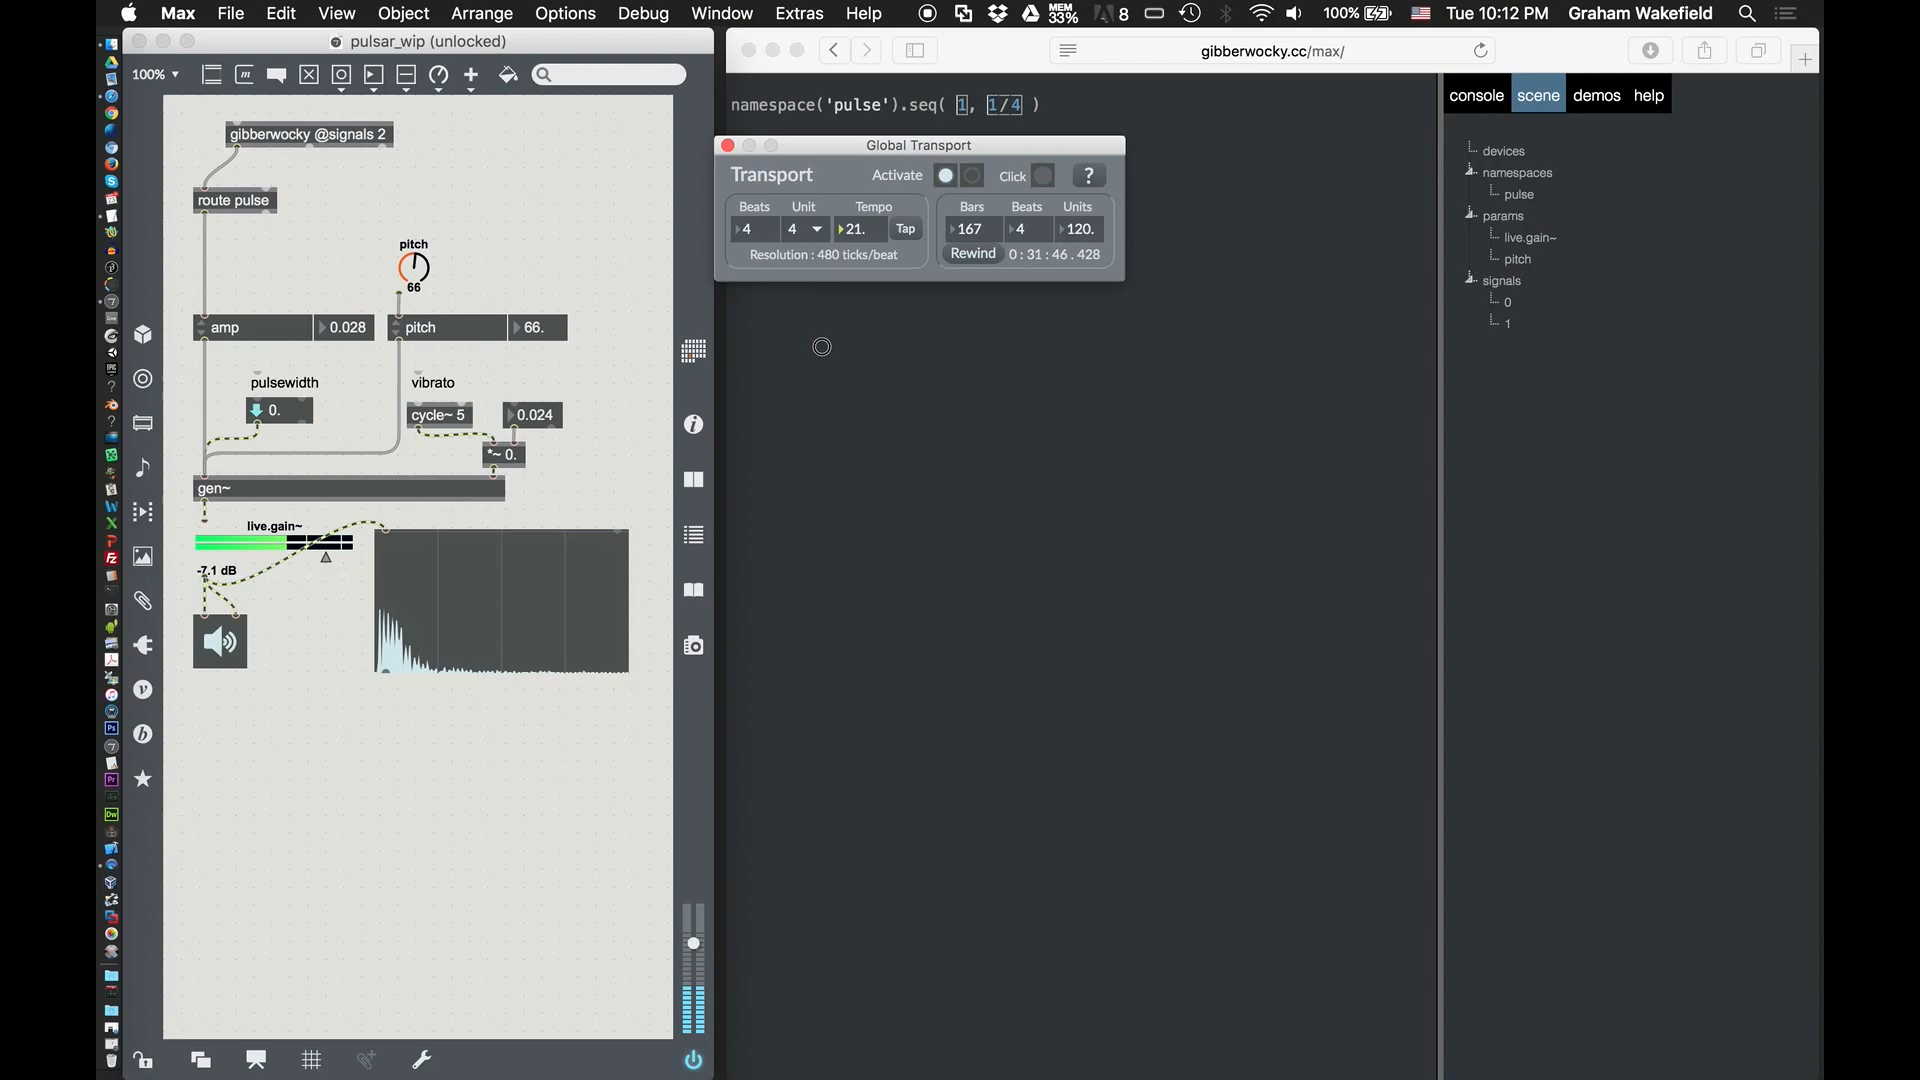 Max File Edit View Object Arrange Options Debug Window Extras Help MEM 33% 8 100% Tue 10:12 PM Graham Wakefield
pulsar_wip (unlocked)
100%
gibberwocky.cc/max/
namespace('pulse').seq( 1, 1/4 )
console scene demos help
gibberwocky @signals 2
route pulse
pitch
66
amp 0.028 pitch 66.
pulsewidth vibrato
0. cycle~ 5 0.024
*~ 0.
gen~
live.gain~
-7.1 dB
Global Transport
Transport Activate Click ?
Beats Unit Tempo Bars Beats Units
4 4 21. Tap 167 4 120.
Resolution : 480 ticks/beat Rewind 0 : 31 : 46 . 428
devices
namespaces
pulse
params
live.gain~
pitch
signals
0
1